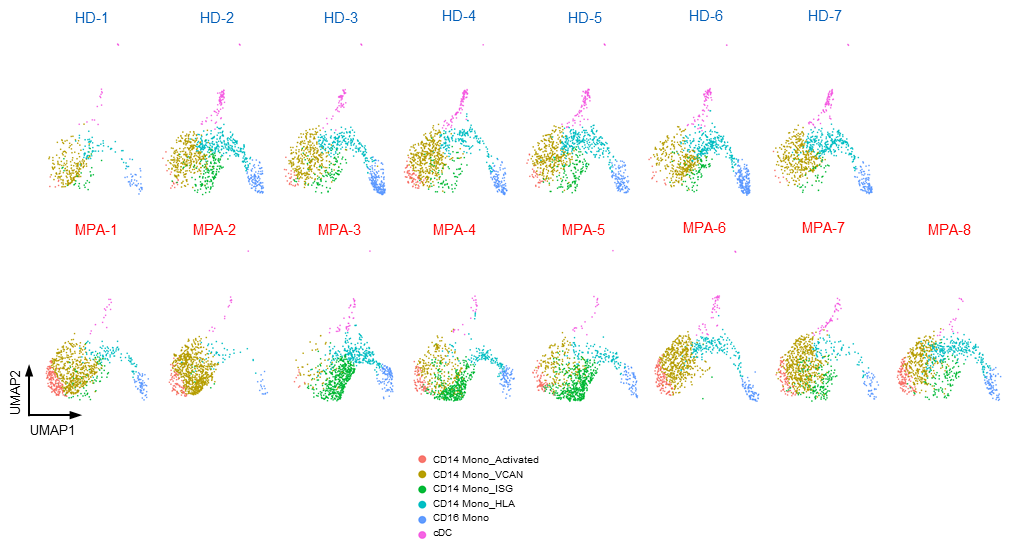 HD-1 HD-2 HD-3 HD-4 HD-5 HD-6 HD-7
MPA-1 MPA-2 MPA-3 MPA-4 MPA-5 MPA-6 MPA-7 MPA-8
UMAP2
UMAP1
CD14 Mono_Activated
CD14 Mono_VCAN
CD14 Mono_ISG
CD14 Mono_HLA
CD16 Mono
cDC